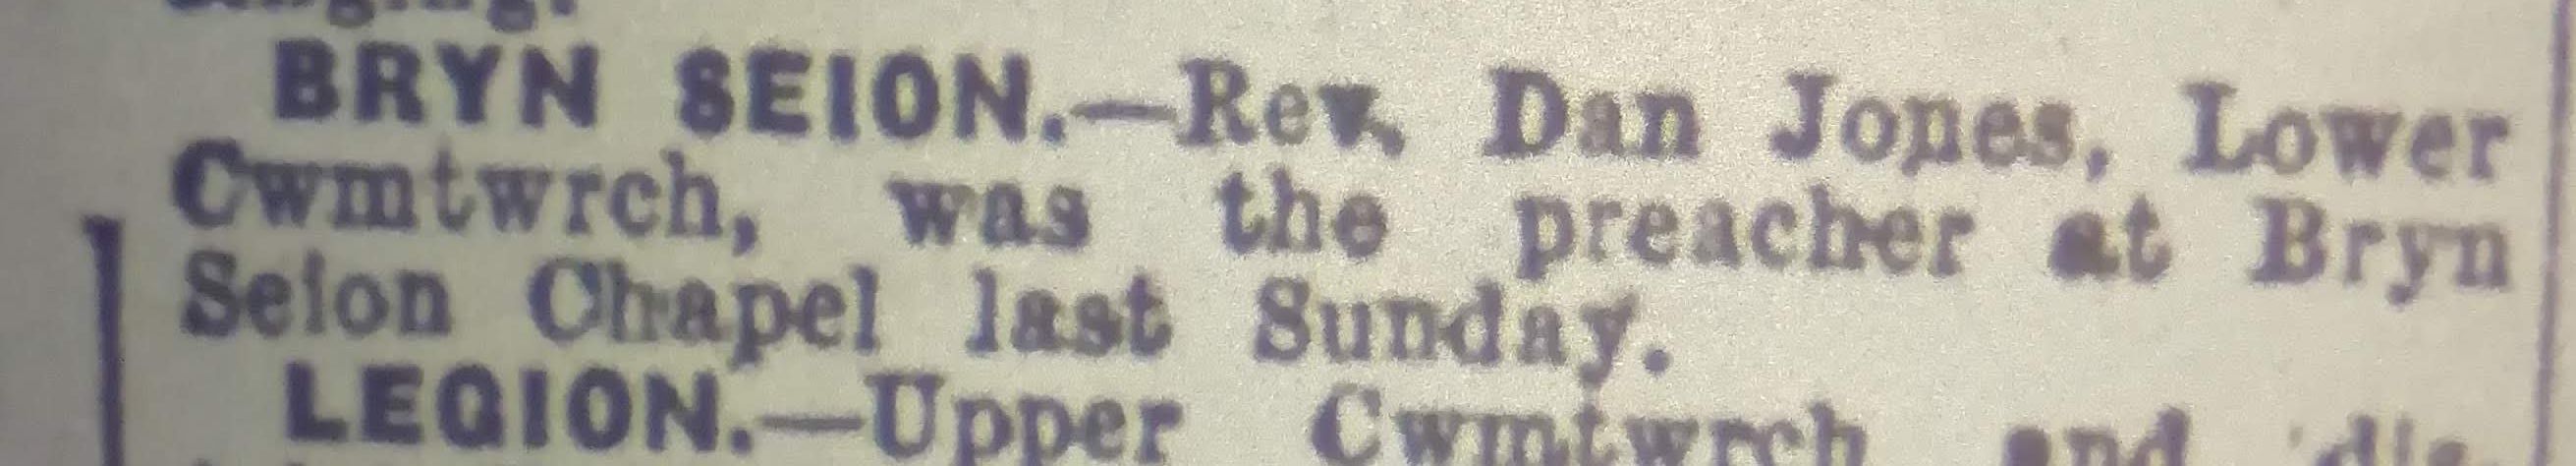 BRYN SEION.—Rev. Dan Jones, Lower
Cwmtwrch, was the preacher at Bryn
Seion Chapel last Sunday.
LEGION.—Upper Cwmtwrch and dis-